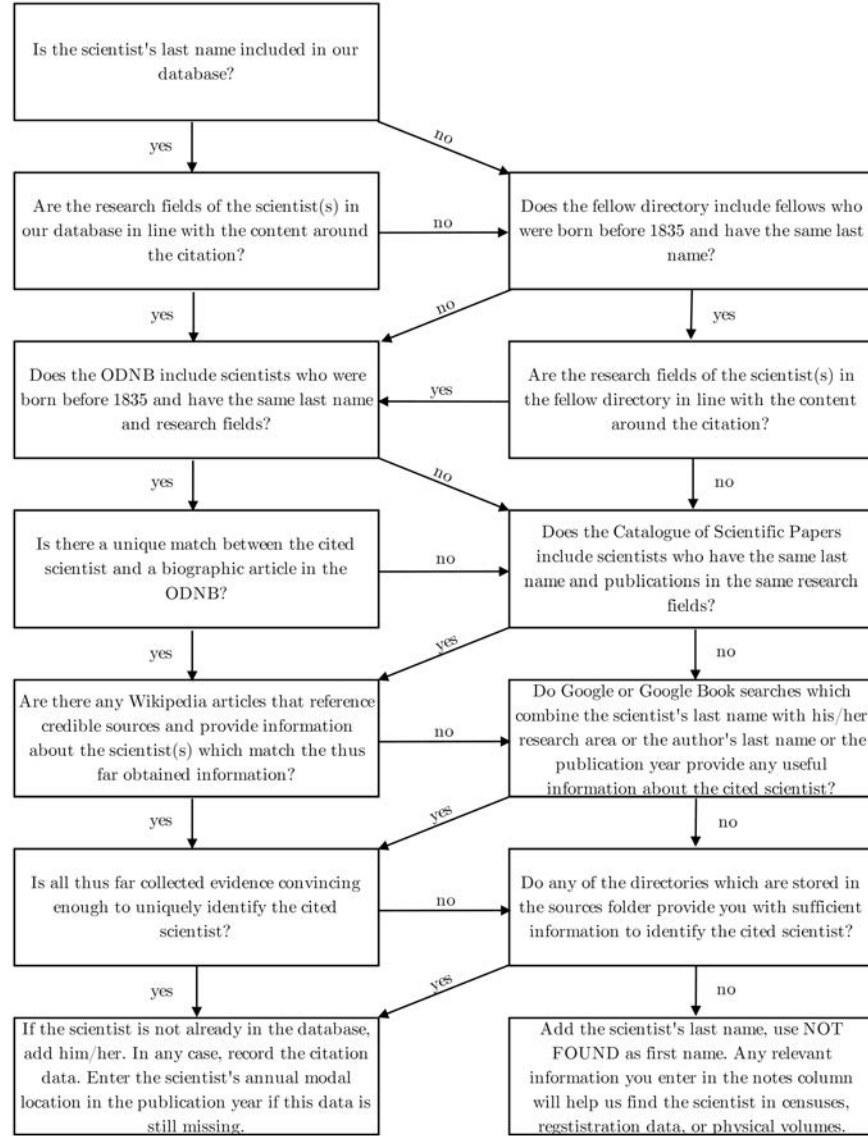 Is the scientist's last name included in our
database?
no
yes
Are the research fields of the scientist(s) in
our database in line with the content around
the citation?
no
Does the fellow directory include fellows who
were born before 1835 and have the same last
name?
yes
no
yes
Does the ODNB include scientists who were
born before 1835 and have the same last name
and research fields?
yes
Are the research fields of the scientist(s) in
the fellow directory in line with the content
around the citation?
yes
no
no
Is there a unique match between the cited
scientist and a biographic article in the
ODNB?
no
Does the Catalogue of Scientific Papers
include scientists who have the same last
name and publications in the same research
fields?
yes
yes
no
Are there any Wikipedia articles that reference
credible sources and provide information
about the scientist(s) which match the thus
far obtained information?
no
Do Google or Google Book searches which
combine the scientist's last name with his/her
research area or the author's last name or the
publication year provide any useful
information about the cited scientist?
yes
yes
no
Is all thus far collected evidence convincing
enough to uniquely identify the cited
scientist?
no
Do any of the directories which are stored in
the sources folder provide you with sufficient
information to identify the cited scientist?
yes
yes
no
If the scientist is not already in the database,
add him/her. In any case, record the citation
data. Enter the scientist's annual modal
location in the publication year if this data is
still missing.
Add the scientist's last name, use NOT
FOUND as first name. Any relevant
information you enter in the notes column
will help us find the scientist in censuses,
regstistration data, or physical volumes.